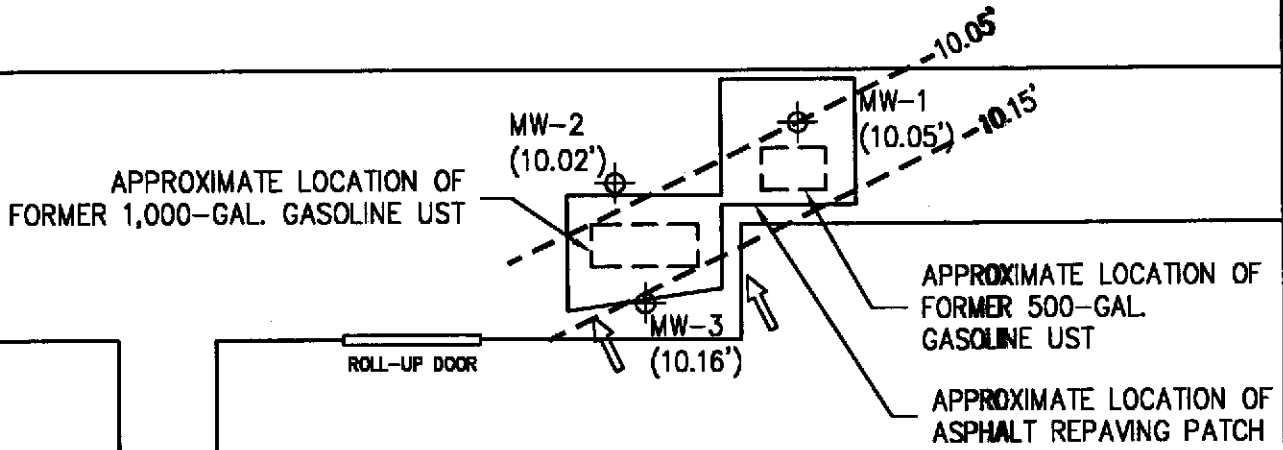 10.05'
10.15'
MW-1
(10.05')
MW-2
(10.02')
APPROXIMATE LOCATION OF
FORMER 1,000-GAL. GASOLINE UST
MW-3
(10.16')
ROLL-UP DOOR
APPROXIMATE LOCATION OF
FORMER 500-GAL.
GASOLINE UST
APPROXIMATE LOCATION OF
ASPHALT REPAVING PATCH